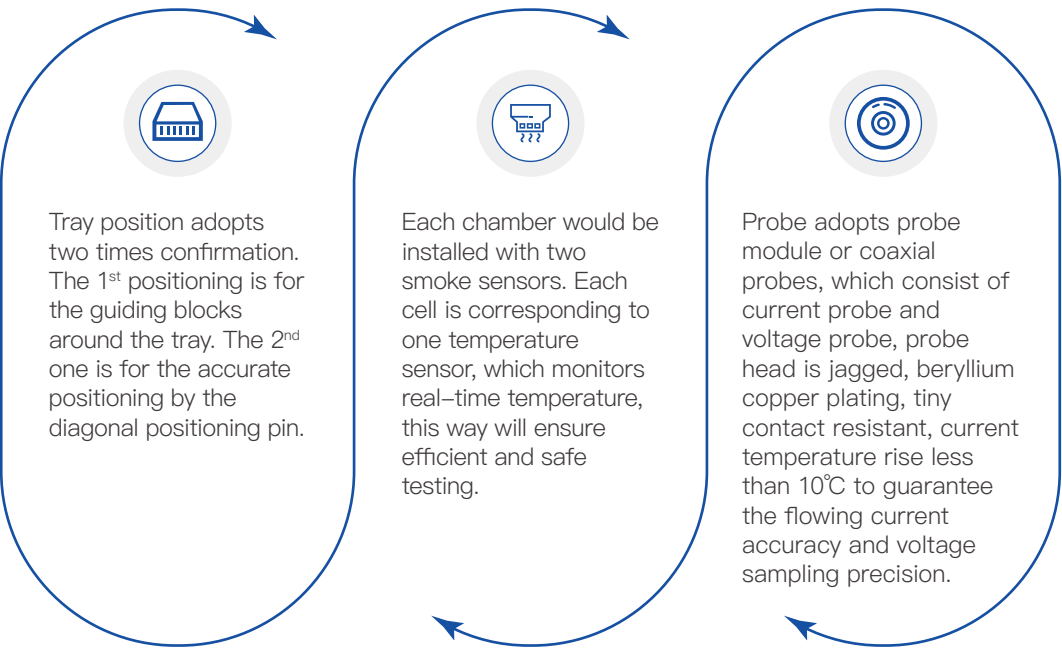 Tray position adopts
two times confirmation.
The 1st positioning is for
the guiding blocks
around the tray. The 2nd
one is for the accurate
positioning by the
diagonal positioning pin.
Each chamber would be
installed with two
smoke sensors. Each
cell is corresponding to
one temperature
sensor, which monitors
real-time temperature,
this way will ensure
efficient and safe
testing.
Probe adopts probe
module or coaxial
probes, which consist of
current probe and
voltage probe, probe
head is jagged, beryllium
copper plating, tiny
contact resistant, current
temperature rise less
than 10℃ to guarantee
the flowing current
accuracy and voltage
sampling precision.